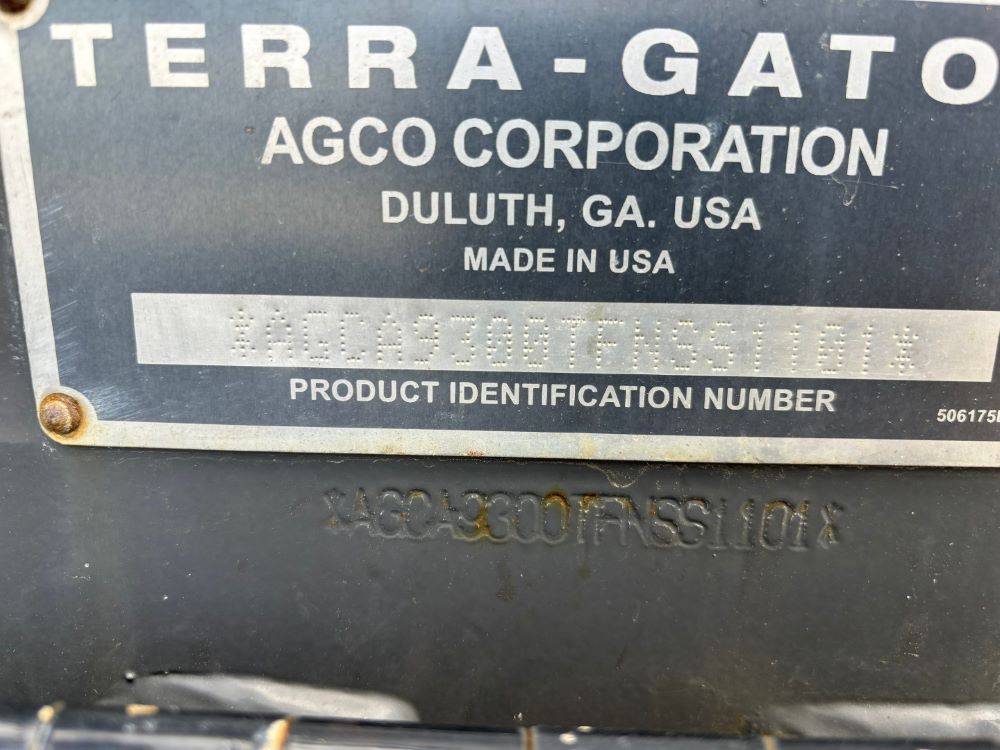 TERRA-GATO
AGCO CORPORATION
DULUTH, GA. USA
MADE IN USA
*AGCA9300TFNSS1101*
PRODUCT IDENTIFICATION NUMBER
506175
*AGCA9300TFNSS1101*